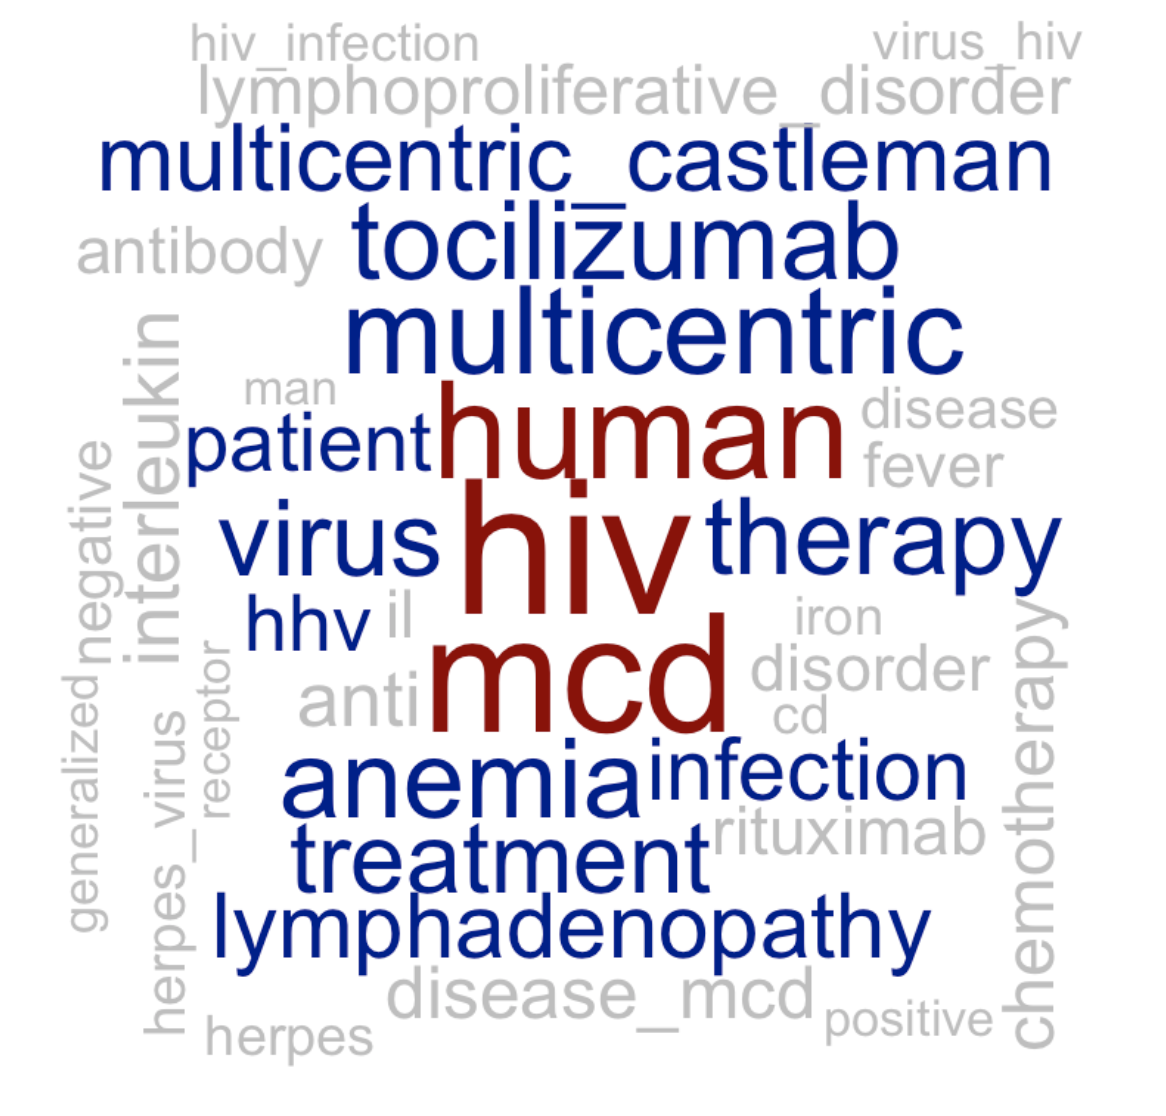 hiv_infection
virus_hiv
lymphoproliferative_disorder
multicentric_castleman
antibody
tocilizumab
multicentric
interleukin
man
human
disease
patient
fever
negative
virus
hiv
therapy
hhv
il
iron
chemotherapy
mcd
disorder
receptor
anti
generalized
cd
herpes_virus
anemia
infection
rituximab
treatment
lymphadenopathy
disease_mcd
positive
herpes